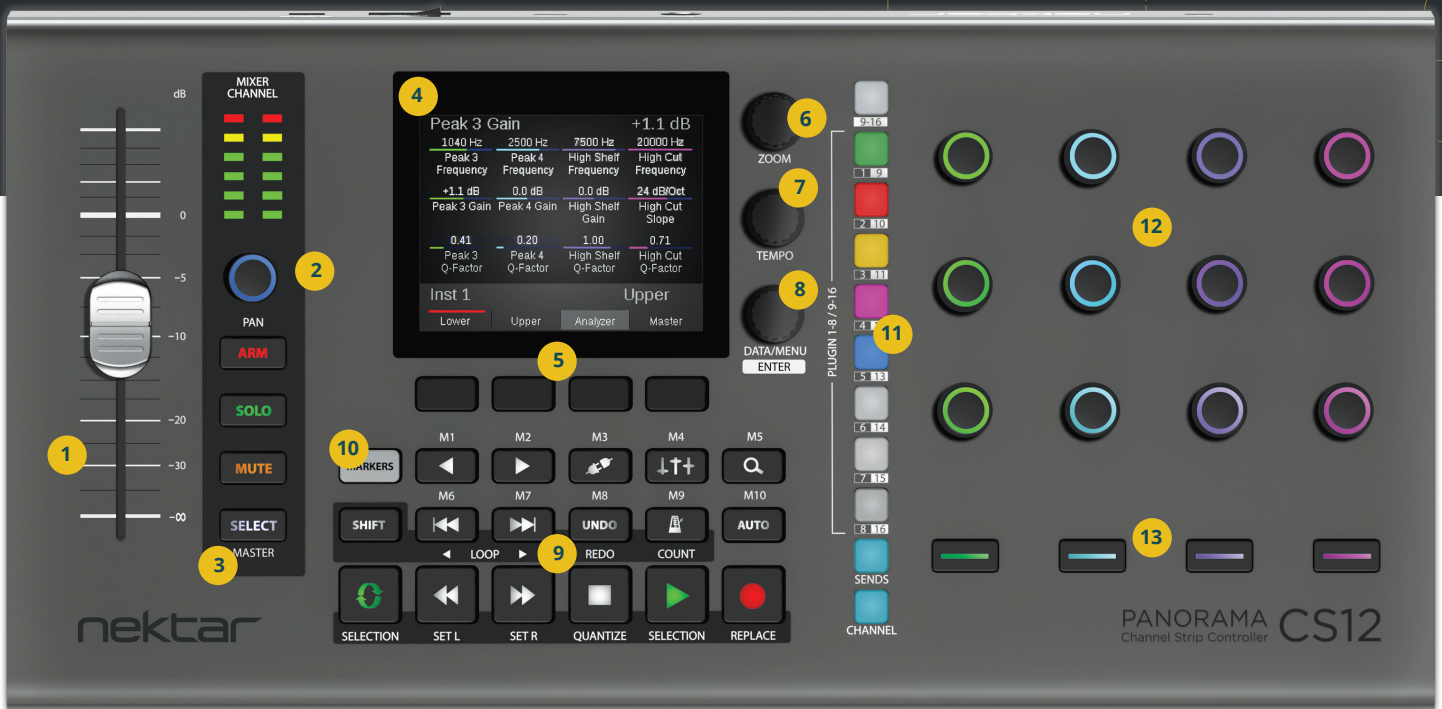 MIXER
CHANNEL
dB
0
-5
-10
-20
-30
-∞
1
2
PAN
ARM
SOLO
MUTE
SELECT
MASTER
3
nektar
4
Peak 3 Gain +1.1 dB
1040 Hz 2500 Hz 7500 Hz 20000 Hz
Peak 3 Peak 4 High Shelf High Cut
Frequency Frequency Frequency Frequency
+1.1 dB 0.0 dB 0.0 dB 24 dB/Oct
Peak 3 Gain Peak 4 Gain High Shelf High Cut
Gain Slope
0.41 0.20 1.00 0.71
Peak 3 Peak 4 High Shelf High Cut
Q-Factor Q-Factor Q-Factor Q-Factor
Inst 1 Upper
Lower Upper Analyzer Master
5
6
ZOOM
7
TEMPO
8
DATA/MENU
ENTER
10
M1 M2 M3 M4 M5
M6 M7 M8 M9 M10
SHIFT UNDO AUTO
LOOP 9 REDO COUNT
SELECTION SET L SET R QUANTIZE SELECTION REPLACE
PLUGIN 1-8 / 9-16
9-16
1 9
2 10
3 11
4
11
5 13
6 14
7 15
8 16
SENDS
CHANNEL
12
13
PANORAMA CS12
Channel Strip Controller